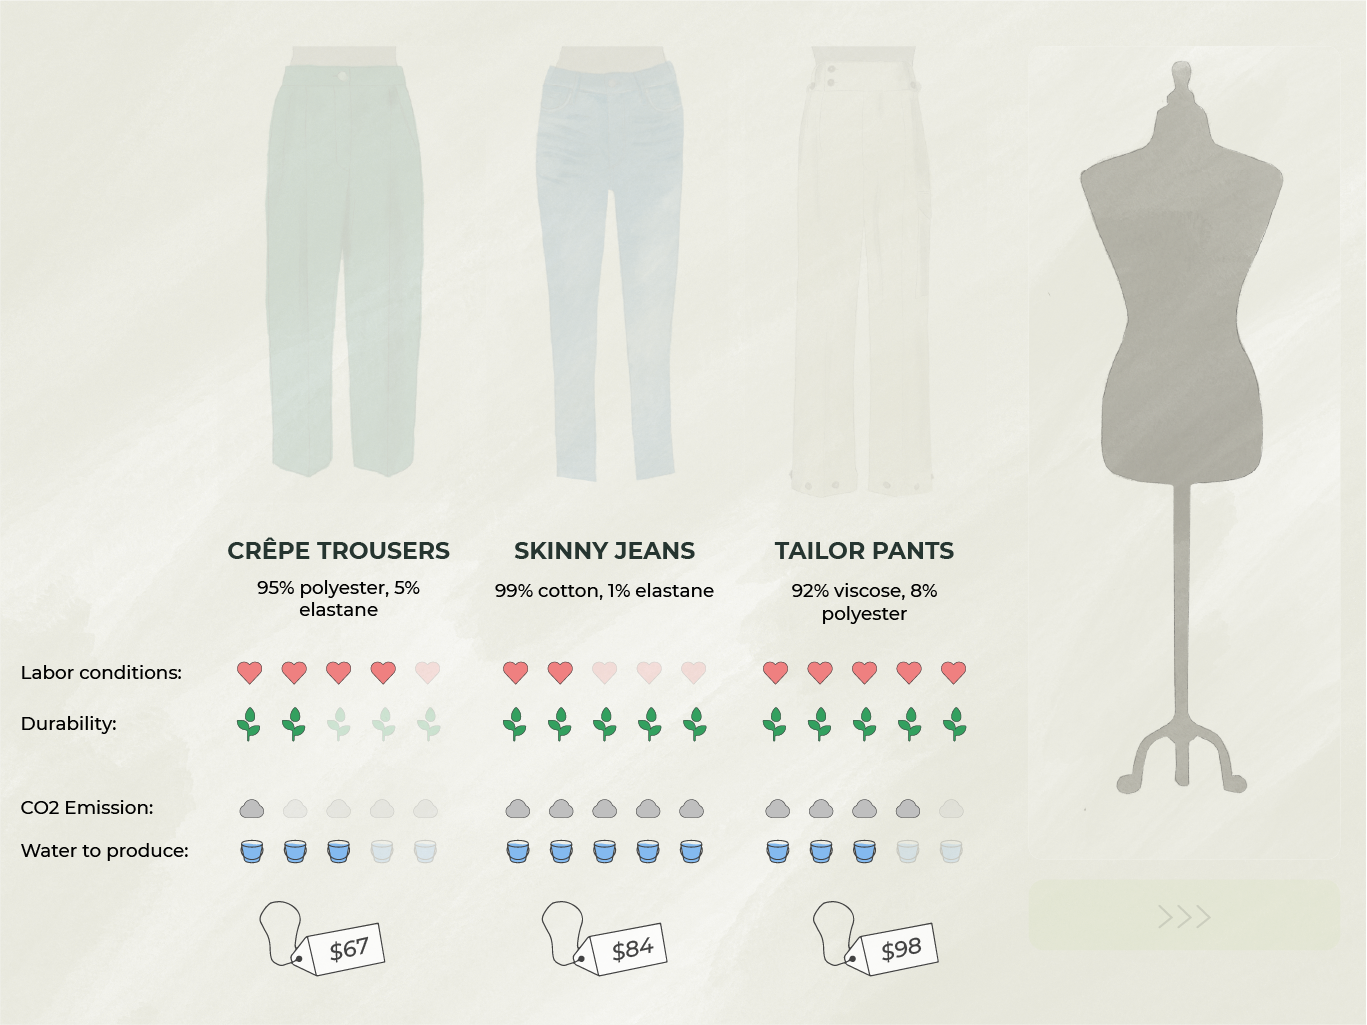 CRÊPE TROUSERS
95% polyester, 5%
elastane
SKINNY JEANS
99% cotton, 1% elastane
TAILOR PANTS
92% viscose, 8%
polyester
Labor conditions:
Durability:
CO2 Emission:
Water to produce:
$67
$84
$98